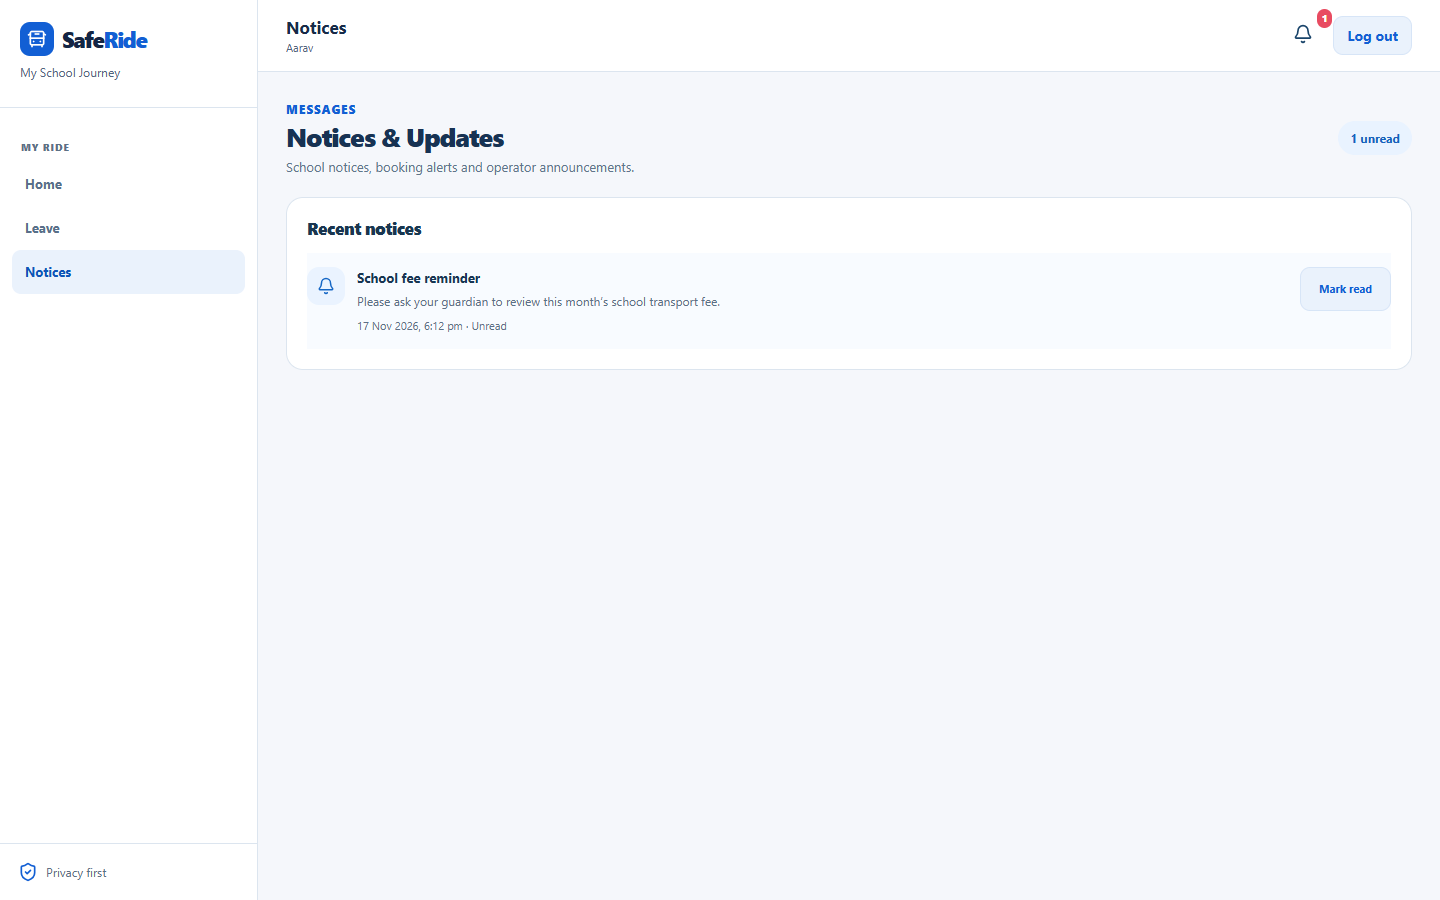 SafeRide
My School Journey
MY RIDE
Home
Leave
Notices
Privacy first
Notices
Aarav
1
Log out
MESSAGES
Notices & Updates
School notices, booking alerts and operator announcements.
1 unread
Recent notices
School fee reminder
Please ask your guardian to review this month's school transport fee.
17 Nov 2026, 6:12 pm · Unread
Mark read